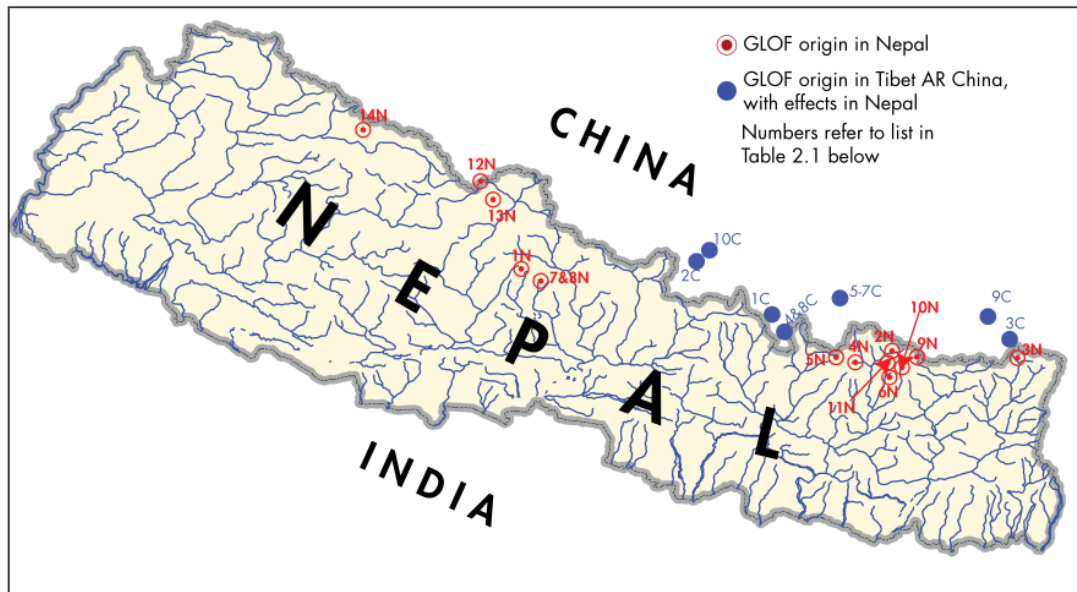 GLOF origin in Nepal
GLOF origin in Tibet AR China,
with effects in Nepal
Numbers refer to list in
Table 2.1 below
CHINA
NEPAL
INDIA
14N
12N
13N
1N
7&8N
10C
2C
1C
4&8C
5-7C
9C
3C
10N
2N
9N
4N
5N
3N
11N
6N